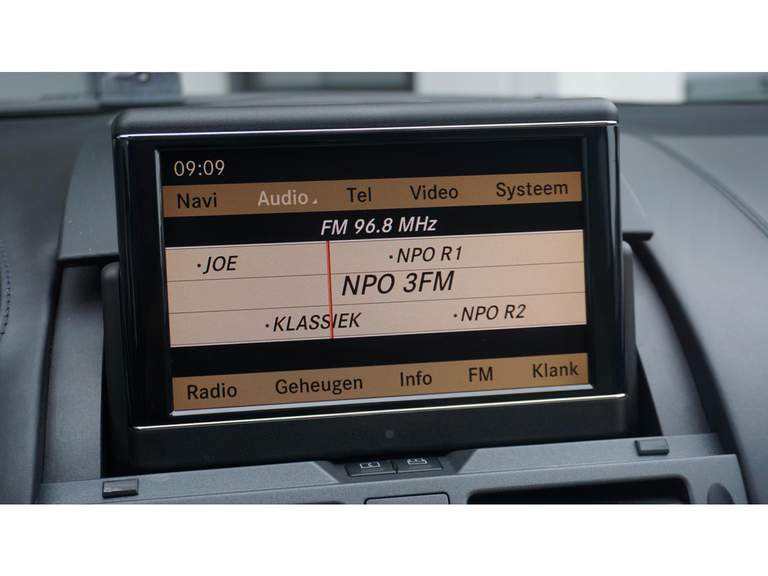 09:09
Navi Audio Tel Video Systeem
FM 96.8 MHz
·JOE ·NPO R1
NPO 3FM
·KLASSIEK ·NPO R2
Radio Geheugen Info FM Klank